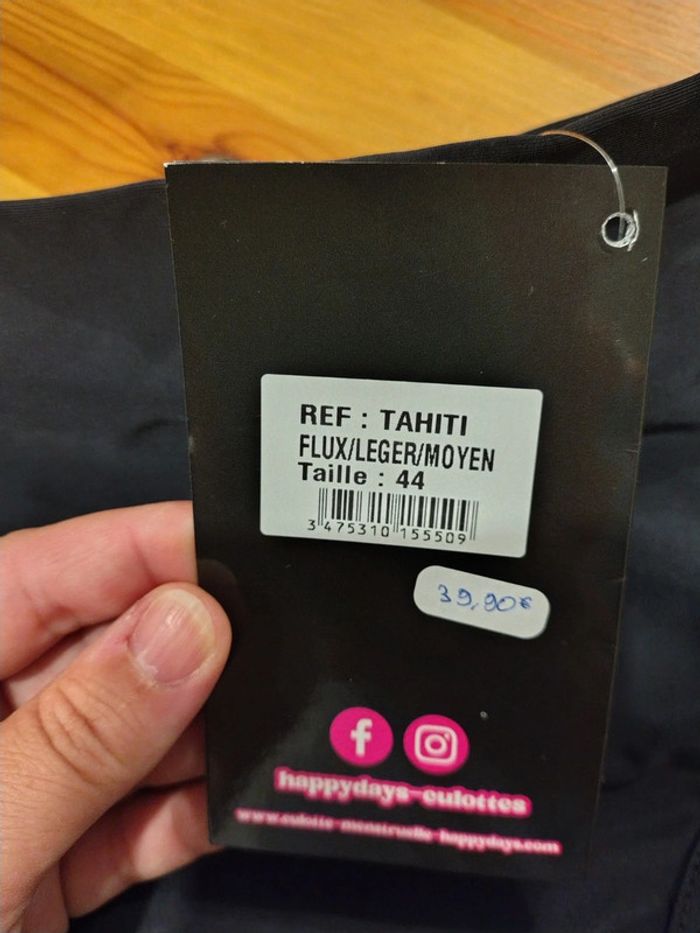 REF : TAHITI
FLUX/LEGER/MOYEN
Taille : 44
3 475310 155509
39,90€
happydays-culottes
www.culotte-menstruelle-happydays.com